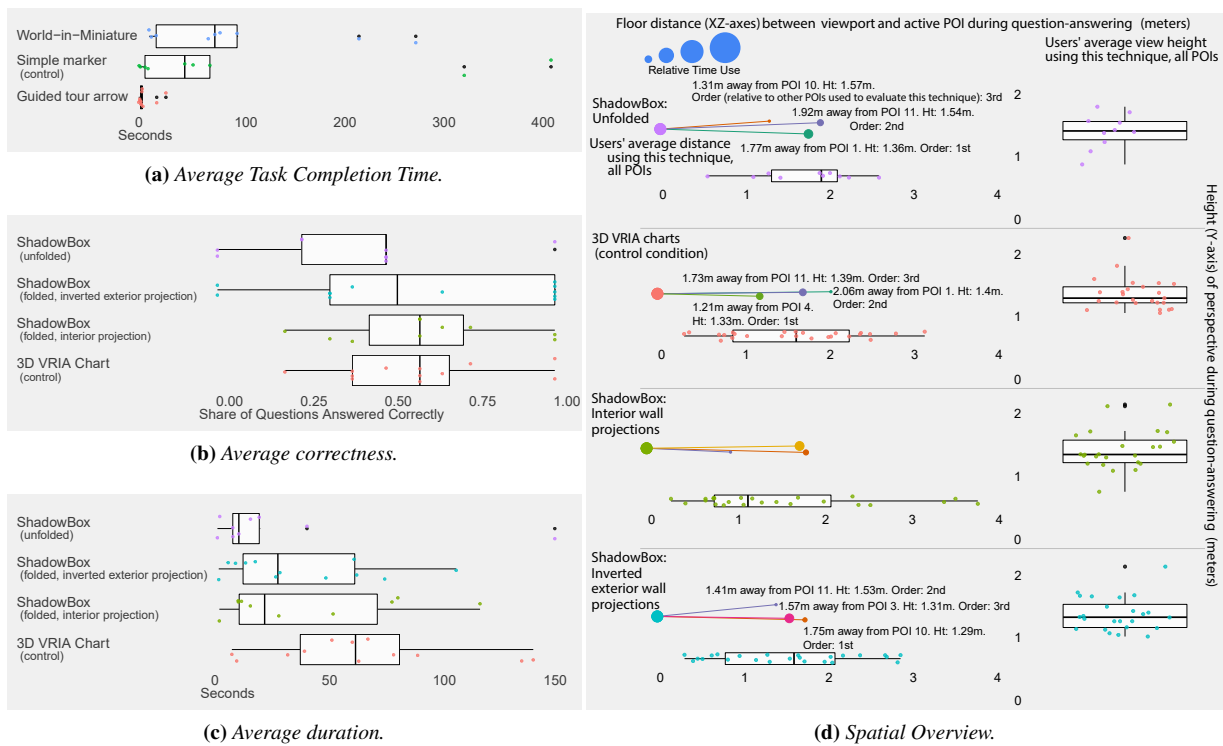 World-in-Miniature
Simple marker
(control)
Guided tour arrow
0 100 200 300 400
Seconds
(a) Average Task Completion Time.
ShadowBox
(unfolded)
ShadowBox
(folded, inverted exterior projection)
ShadowBox
(folded, interior projection)
3D VRIA Chart
(control)
0.00 0.25 0.50 0.75 1.00
Share of Questions Answered Correctly
(b) Average correctness.
ShadowBox
(unfolded)
ShadowBox
(folded, inverted exterior projection)
ShadowBox
(folded, interior projection)
3D VRIA Chart
(control)
0 50 100 150
Seconds
(c) Average duration.
Floor distance (XZ-axes) between viewport and active POI during question-answering (meters)
Relative Time Use
Users' average view height
using this technique, all POIs
ShadowBox:
Unfolded
1.31m away from POI 10. Ht: 1.57m.
Order (relative to other POIs used to evaluate this technique): 3rd
1.92m away from POI 11. Ht: 1.54m.
Order: 2nd
1.77m away from POI 1. Ht: 1.36m. Order: 1st
Users' average distance
using this technique,
all POIs
0 1 2 3 4
2
1
0
3D VRIA charts
(control condition)
1.73m away from POI 11. Ht: 1.39m. Order: 3rd
2.06m away from POI 1. Ht: 1.4m.
Order: 2nd
1.21m away from POI 4.
Ht: 1.33m. Order: 1st
0 1 2 3 4
2
1
0
ShadowBox:
Interior wall
projections
0 1 2 3 4
2
1
0
ShadowBox:
Inverted
exterior wall
projections
1.41m away from POI 11. Ht: 1.53m. Order: 2nd
1.57m away from POI 3. Ht: 1.31m. Order: 3rd
1.75m away from POI 10. Ht: 1.29m.
Order: 1st
0 1 2 3 4
2
1
0
Height (Y-axis) of perspective during question-answering (meters)
(d) Spatial Overview.